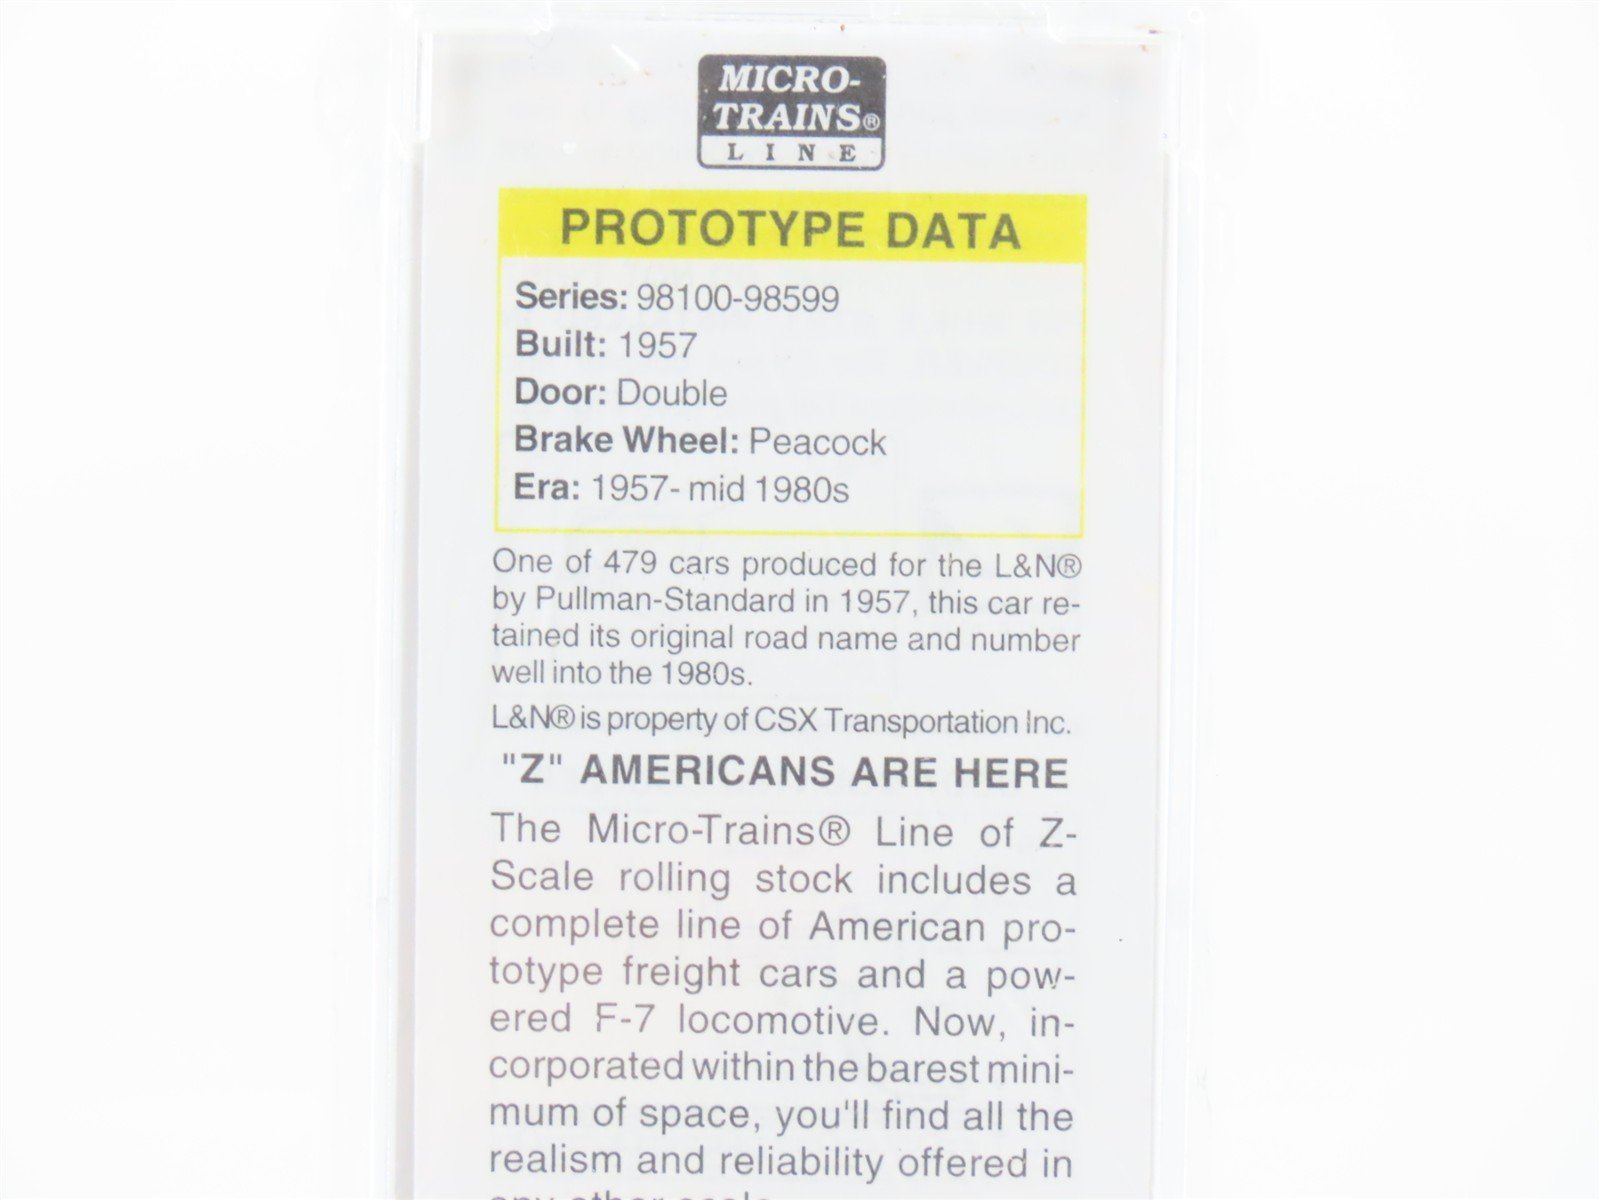 MICRO-
TRAINS®
LINE
PROTOTYPE DATA
Series: 98100-98599
Built: 1957
Door: Double
Brake Wheel: Peacock
Era: 1957- mid 1980s
One of 479 cars produced for the L&N®
by Pullman-Standard in 1957, this car re-
tained its original road name and number
well into the 1980s.
L&N® is property of CSX Transportation Inc.
"Z" AMERICANS ARE HERE
The Micro-Trains® Line of Z-
Scale rolling stock includes a
complete line of American pro-
totype freight cars and a pow-
ered F-7 locomotive. Now, in-
corporated within the barest mini-
mum of space, you'll find all the
realism and reliability offered in